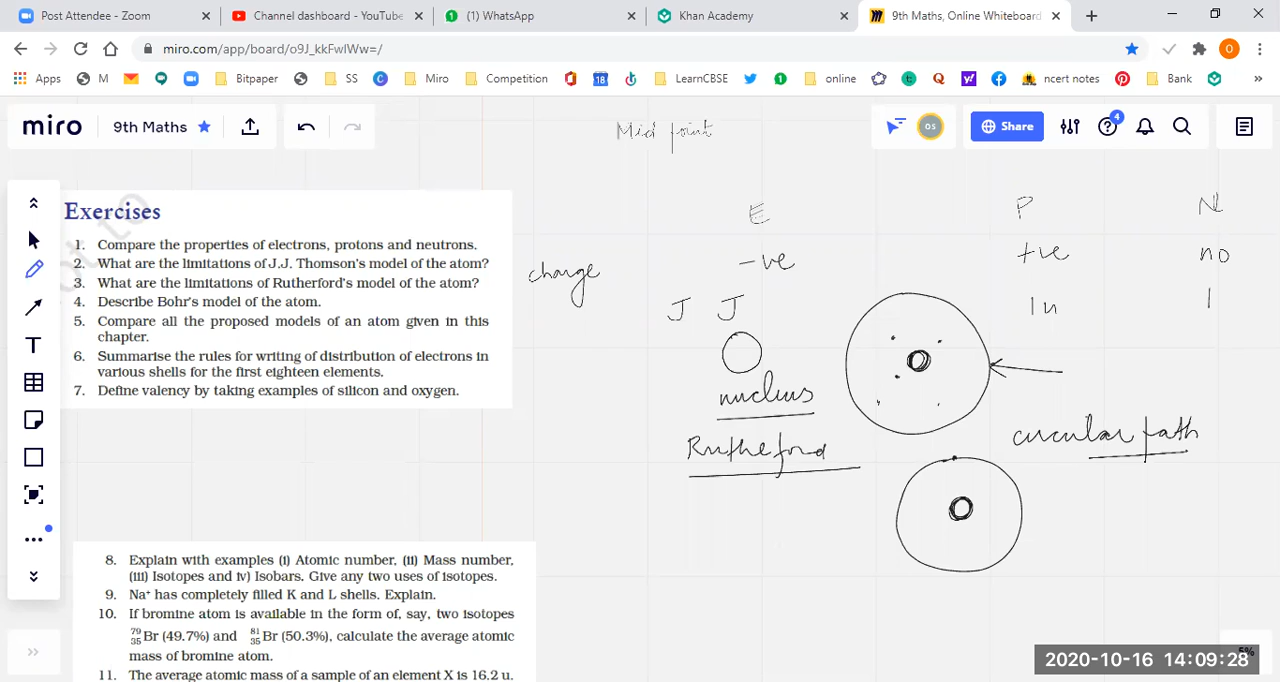 Post Attendee - Zoom
Channel dashboard - YouTube
(1) WhatsApp
Khan Academy
9th Maths, Online Whiteboard
miro.com/app/board/o9J_kkFwIWw=/
Apps
M
Bitpaper
SS
Miro
Competition
LearnCBSE
online
ncert notes
Bank
miro
9th Maths
OS
Share
4
Mid point
Exercises
1. Compare the properties of electrons, protons and neutrons.
2. What are the limitations of J.J. Thomson's model of the atom?
3. What are the limitations of Rutherford's model of the atom?
4. Describe Bohr's model of the atom.
5. Compare all the proposed models of an atom given in this
chapter.
6. Summarise the rules for writing of distribution of electrons in
various shells for the first eighteen elements.
7. Define valency by taking examples of silicon and oxygen.
E P N
charge -ve +ve no
J J 1u 1
nucleus
Rutheford
circular path
8. Explain with examples (i) Atomic number, (ii) Mass number,
(iii) Isotopes and iv) Isobars. Give any two uses of isotopes.
9. Na⁺ has completely filled K and L shells. Explain.
10. If bromine atom is available in the form of, say, two isotopes
⁷⁹₃₅Br (49.7%) and ⁸¹₃₅Br (50.3%), calculate the average atomic
mass of bromine atom.
11. The average atomic mass of a sample of an element X is 16.2 u.
2020-10-16 14:09:28